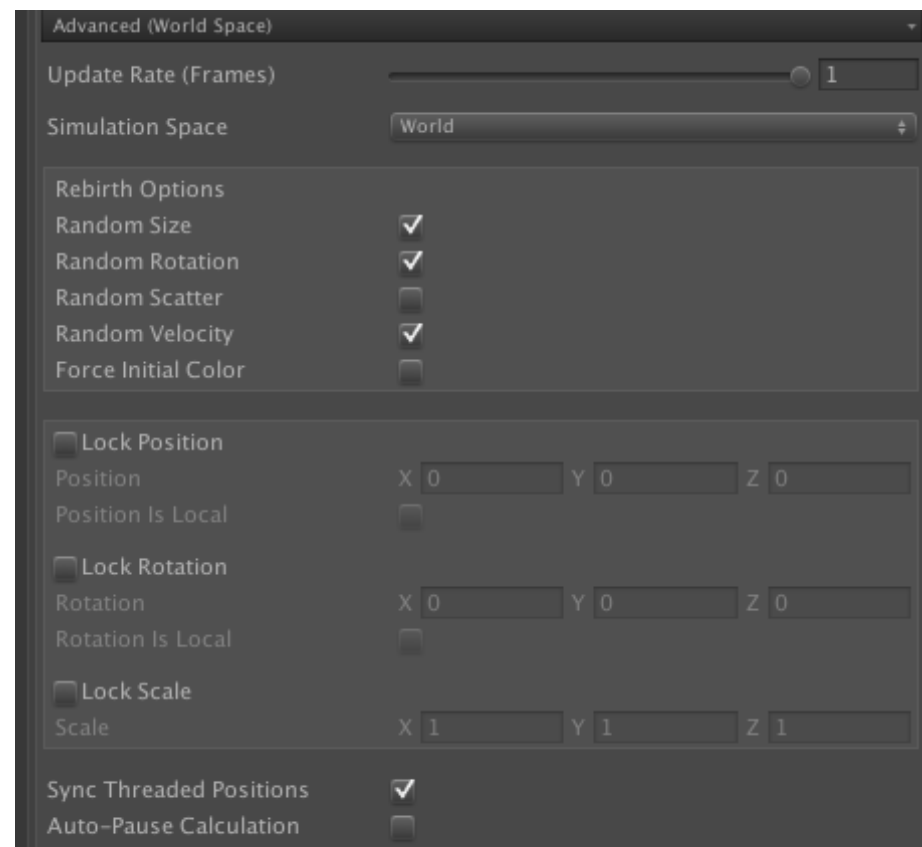 Advanced (World Space)
Update Rate (Frames) 1
Simulation Space World
Rebirth Options
Random Size
Random Rotation
Random Scatter
Random Velocity
Force Initial Color
Lock Position
Position X 0 Y 0 Z 0
Position Is Local
Lock Rotation
Rotation X 0 Y 0 Z 0
Rotation Is Local
Lock Scale
Scale X 1 Y 1 Z 1
Sync Threaded Positions
Auto-Pause Calculation